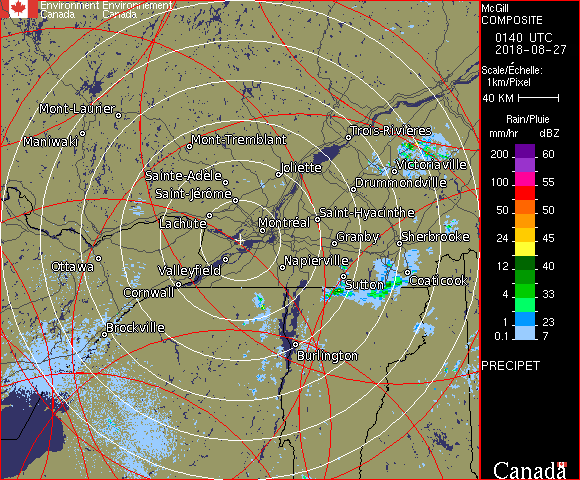 Environment Environnement
Canada Canada
McGill
COMPOSITE
0140 UTC
2018-08-27
Scale/Échelle:
1km/Pixel
40 KM
Rain/Pluie
mm/hr dBZ
200 60
100 55
50 50
24 45
12 40
4 33
1 23
0.1 7
PRECIPET
Canada
Mont-Laurier
Maniwaki
Mont-Tremblant
Trois-Rivières
Victoriaville
Joliette
Sainte-Adèle
Drummondville
Saint-Jérôme
Lachute
Saint-Hyacinthe
Montréal
Granby
Sherbrooke
Ottawa
Valleyfield
Napierville
Cornwall
Sutton
Coaticook
Brockville
Burlington